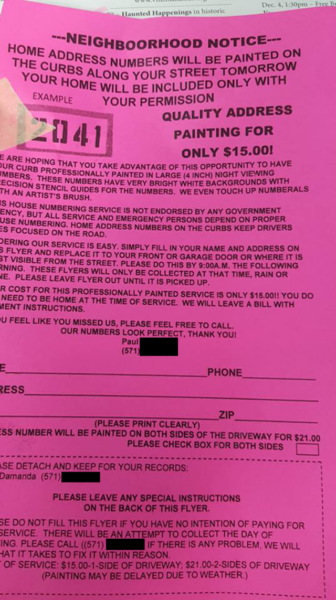 Haunted Happenings in historic
Dec. 4, 1:30pm – Free
---NEIGHBOORHOOD NOTICE---
HOME ADDRESS NUMBERS WILL BE PAINTED ON
THE CURBS ALONG YOUR STREET TOMORROW
YOUR HOME WILL BE INCLUDED ONLY WITH
YOUR PERMISSION
EXAMPLE
2041
QUALITY ADDRESS
PAINTING FOR
ONLY $15.00!
E ARE HOPING THAT YOU TAKE ADVANTAGE OF THIS OPPORTUNITY TO HAVE
UR CURB PROFESSIONALLY PAINTED IN LARGE (4 INCH) NIGHT VIEWING
MBERS, THESE NUMBERS HAVE VERY BRIGHT WHITE BACKGROUNDS WITH
ECISION STENCIL GUIDES FOR THE NUMBERS. WE EVEN TOUCH UP NUMBERALS
TH AN ARTIST'S BRUSH.
IS HOUSE NUMBERING SERVICE IS NOT ENDORSED BY ANY GOVERNMENT
ENCY, BUT ALL SERVICE AND EMERGENCY PERSONS DEPEND ON PROPER
USE NUMBERING. HOME ADDRESS NUMBERS ON THE CURBS KEEP DRIVERS
ES FOCUSED ON THE ROAD.
DERING OUR SERVICE IS EASY. SIMPLY FILL IN YOUR NAME AND ADDRESS ON
S FLYER AND REPLACE IT TO YOUR FRONT OR GARAGE DOOR OR WHERE IT IS
ST VISIBLE FROM THE STREET. PLEASE DO THIS BY 9:00A.M. THE FOLLOWING
RNING. THESE FLYERS WILL ONLY BE COLLECTED AT THAT TIME, RAIN OR
NE. PLEASE LEAVE FLYER OUT UNTIL IT IS PICKED UP.
R COST FOR THIS PROFESSIONALLY PAINTED SERVICE IS ONLY $15.00!! YOU DO
NEED TO BE HOME AT THE TIME OF SERVICE. WE WILL LEAVE A BILL WITH
MENT INSTRUCTIONS.
U FEEL LIKE YOU MISSED US, PLEASE FEEL FREE TO CALL.
OUR NUMBERS LOOK PERFECT, THANK YOU!
Paul
(571)
E PHONE
RESS
ZIP
(PLEASE PRINT CLEARLY)
ESS NUMBER WILL BE PAINTED ON BOTH SIDES OF THE DRIVEWAY FOR $21.00
PLEASE CHECK BOX FOR BOTH SIDES
ASE DETACH AND KEEP FOR YOUR RECORDS:
Damanda (571)
PLEASE LEAVE ANY SPECIAL INSTRUCTIONS
ON THE BACK OF THIS FLYER.
SE DO NOT FILL THIS FLYER IF YOU HAVE NO INTENTION OF PAYING FOR
SERVICE. THERE WILL BE AN ATTEMPT TO COLLECT THE DAY OF
ING. PLEASE CALL ((571) IF THERE IS ANY PROBLEM, WE WILL
HAT IT TAKES TO FIX IT WITHIN REASON.
T OF SERVICE: $15.00-1-SIDE OF DRIVEWAY; $21.00-2-SIDES OF DRIVEWAY
(PAINTING MAY BE DELAYED DUE TO WEATHER.)